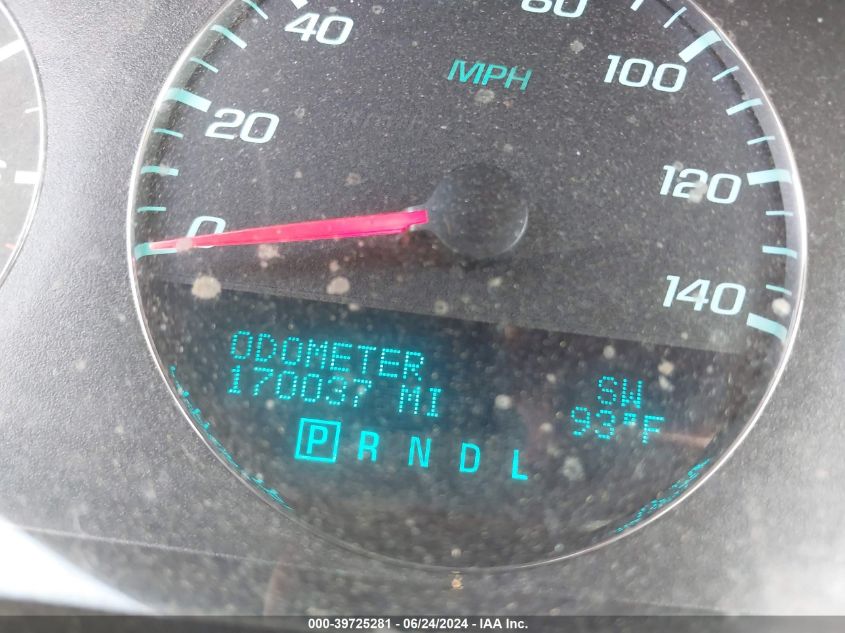 40
80
MPH
100
20
120
0
140
ODOMETER
170037 MI
SW
93°F
P R N D L
000-39725281 - 06/24/2024 - IAA Inc.